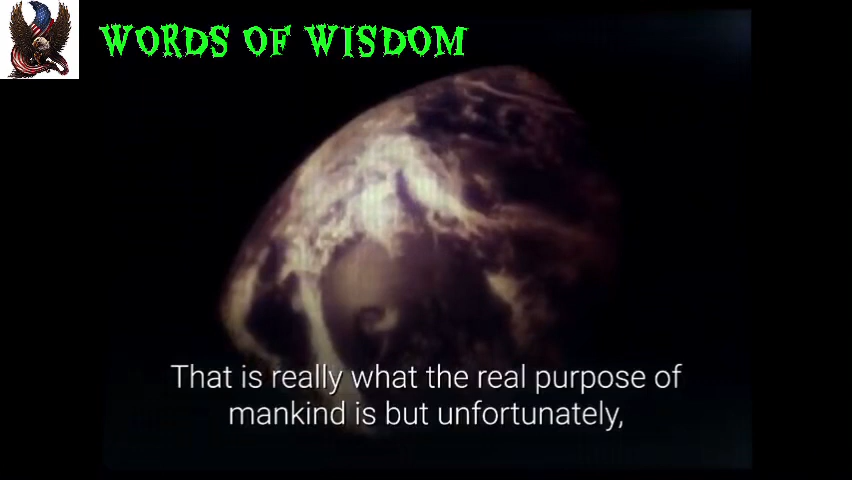 WORDS OF WISDOM
That is really what the real purpose of
mankind is but unfortunately,